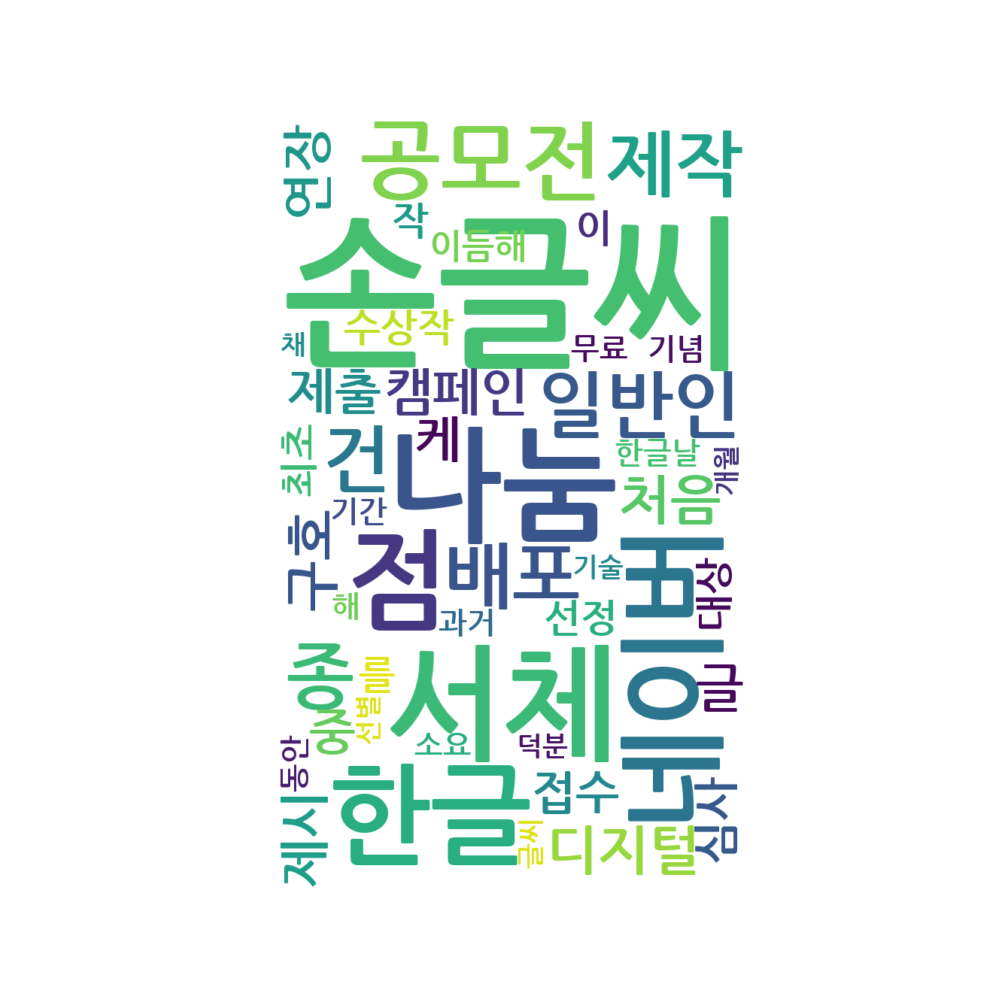 연장
공모전
제작
작
이
이듬해
손글씨
수상작
무료
기념
채
제출
캠페인
일반인
최초
건
케
나눔
한글날
개월
처음
구호
기간
점
배포
기술
네이버
대상
해
과거
선정
종
를
서체
글
중
선별
소요
덕분
동안
제시
한글
접수
글씨
디지털
심사